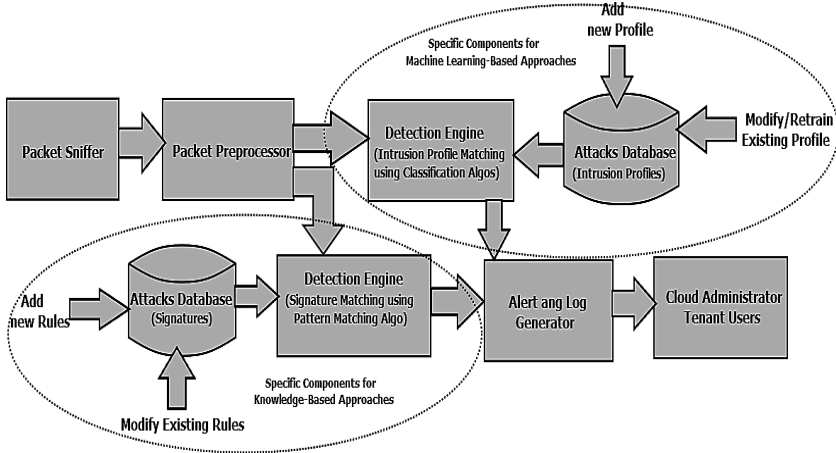 Add
new Profile
Specific Components for
Machine Learning-Based Approaches
Packet Sniffer
Packet Preprocessor
Detection Engine
(Intrusion Profile Matching
using Classification Algos)
Attacks Database
(Intrusion Profiles)
Modify/Retrain
Existing Profile
Add
new Rules
Attacks Database
(Signatures)
Detection Engine
(Signature Matching using
Pattern Matching Algo)
Alert ang Log
Generator
Cloud Administrator
Tenant Users
Specific Components for
Knowledge-Based Approaches
Modify Existing Rules